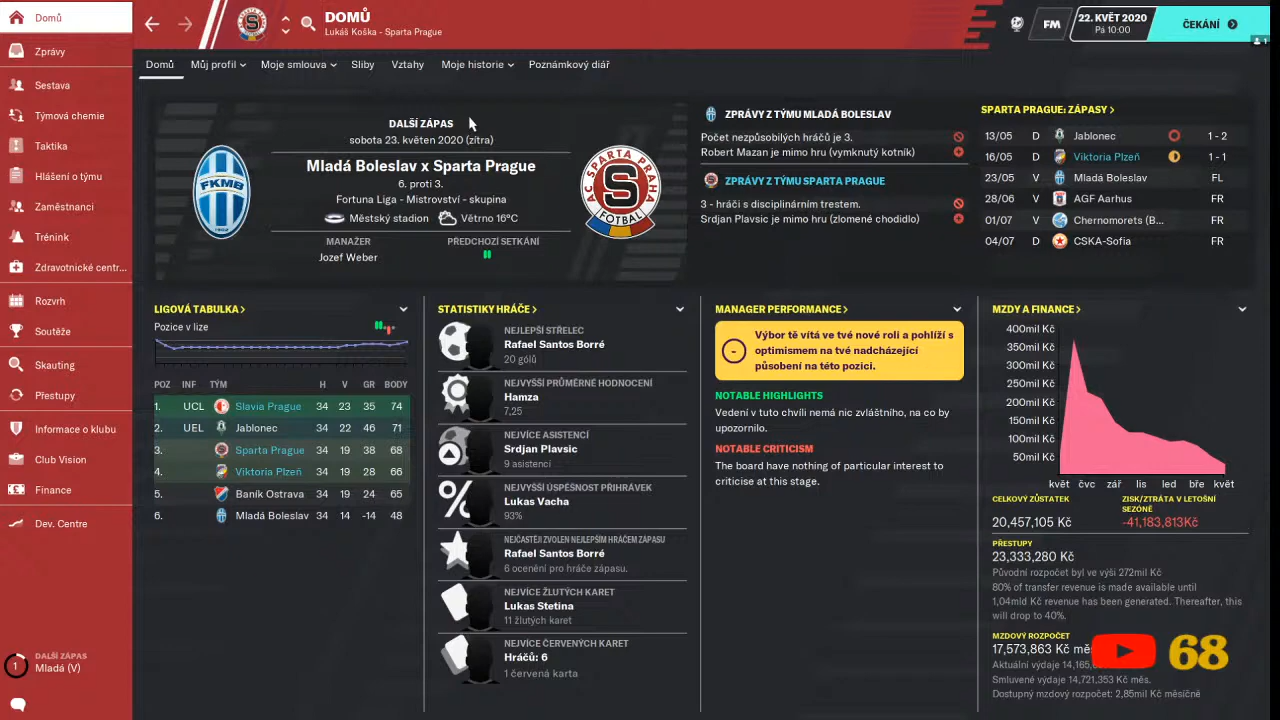 Domů
Zprávy
Sestava
Týmová chemie
Taktika
Hlášení o týmu
Zaměstnanci
Trénink
Zdravotnické centr...
Rozvrh
Soutěže
Skauting
Přestupy
Informace o klubu
Club Vision
Finance
Dev. Centre
1
DALŠÍ ZÁPAS
Mladá (V)
DOMŮ
Lukáš Koška - Sparta Prague
FM
22. KVĚT 2020
Pá 10:00
ČEKÁNÍ
1
Domů
Můj profil
Moje smlouva
Sliby
Vztahy
Moje historie
Poznámkový diář
DALŠÍ ZÁPAS
sobota 23. květen 2020 (zítra)
Mladá Boleslav x Sparta Prague
6. proti 3.
Fortuna Liga - Mistrovství - skupina
Městský stadion
Větrno 16°C
MANAŽER
Jozef Weber
PŘEDCHOZÍ SETKÁNÍ
FKMB
AC SPARTA PRAHA
FOTBAL
ZPRÁVY Z TÝMU MLADÁ BOLESLAV
Počet nezpůsobilých hráčů je 3.
Robert Mazan je mimo hru (vymknutý kotník)
ZPRÁVY Z TÝMU SPARTA PRAGUE
3 - hráči s disciplinárním trestem.
Srdjan Plavsic je mimo hru (zlomené chodidlo)
SPARTA PRAGUE: ZÁPASY
13/05 D Jablonec 1 - 2
16/05 D Viktoria Plzeň 1 - 1
23/05 V Mladá Boleslav FL
28/06 V AGF Aarhus FR
01/07 V Chernomorets (B... FR
04/07 D CSKA-Sofia FR
LIGOVÁ TABULKA
Pozice v lize
POZ INF TÝM H V GR BODY
1. UCL Slavia Prague 34 23 35 74
2. UEL Jablonec 34 22 46 71
3. Sparta Prague 34 19 38 68
4. Viktoria Plzeň 34 19 28 66
5. Baník Ostrava 34 19 24 65
6. Mladá Boleslav 34 14 -14 48
STATISTIKY HRÁČE
NEJLEPŠÍ STŘELEC
Rafael Santos Borré
20 gólů
NEJVYŠŠÍ PRŮMĚRNÉ HODNOCENÍ
Hamza
7,25
NEJVÍCE ASISTENCÍ
Srdjan Plavsic
9 asistencí
NEJVYŠŠÍ ÚSPĚŠNOST PŘIHRÁVEK
Lukas Vacha
93%
NEJČASTĚJI ZVOLEN NEJLEPŠÍM HRÁČEM ZÁPASU
Rafael Santos Borré
6 ocenění pro hráče zápasu.
NEJVÍCE ŽLUTÝCH KARET
Lukas Stetina
11 žlutých karet
NEJVÍCE ČERVENÝCH KARET
Hráčů: 6
1 červená karta
MANAGER PERFORMANCE
Výbor tě vítá ve tvé nové roli a pohlíží s
optimismem na tvé nadcházející
působení na této pozici.
NOTABLE HIGHLIGHTS
Vedení v tuto chvíli nemá nic zvláštního, na co by
upozornilo.
NOTABLE CRITICISM
The board have nothing of particular interest to
criticise at this stage.
MZDY A FINANCE
400mil Kč
350mil Kč
300mil Kč
250mil Kč
200mil Kč
150mil Kč
100mil Kč
50mil Kč
květ čvc zář lis led bře květ
CELKOVÝ ZŮSTATEK
20,457,105 Kč
ZISK/ZTRÁTA V LETOŠNÍ
SEZÓNĚ
-41,183,813Kč
PŘESTUPY
23,333,280 Kč
Původní rozpočet byl ve výši 272mil Kč
80% of transfer revenue is made available until
1,04mld Kč revenue has been generated. Thereafter, this
will drop to 40%.
MZDOVÝ ROZPOČET
17,573,863 Kč
Aktuální výdaje
Smluvené výdaje 14,721,353 Kč měs.
Dostupný mzdový rozpočet: 2,85mil Kč měsíčně
68